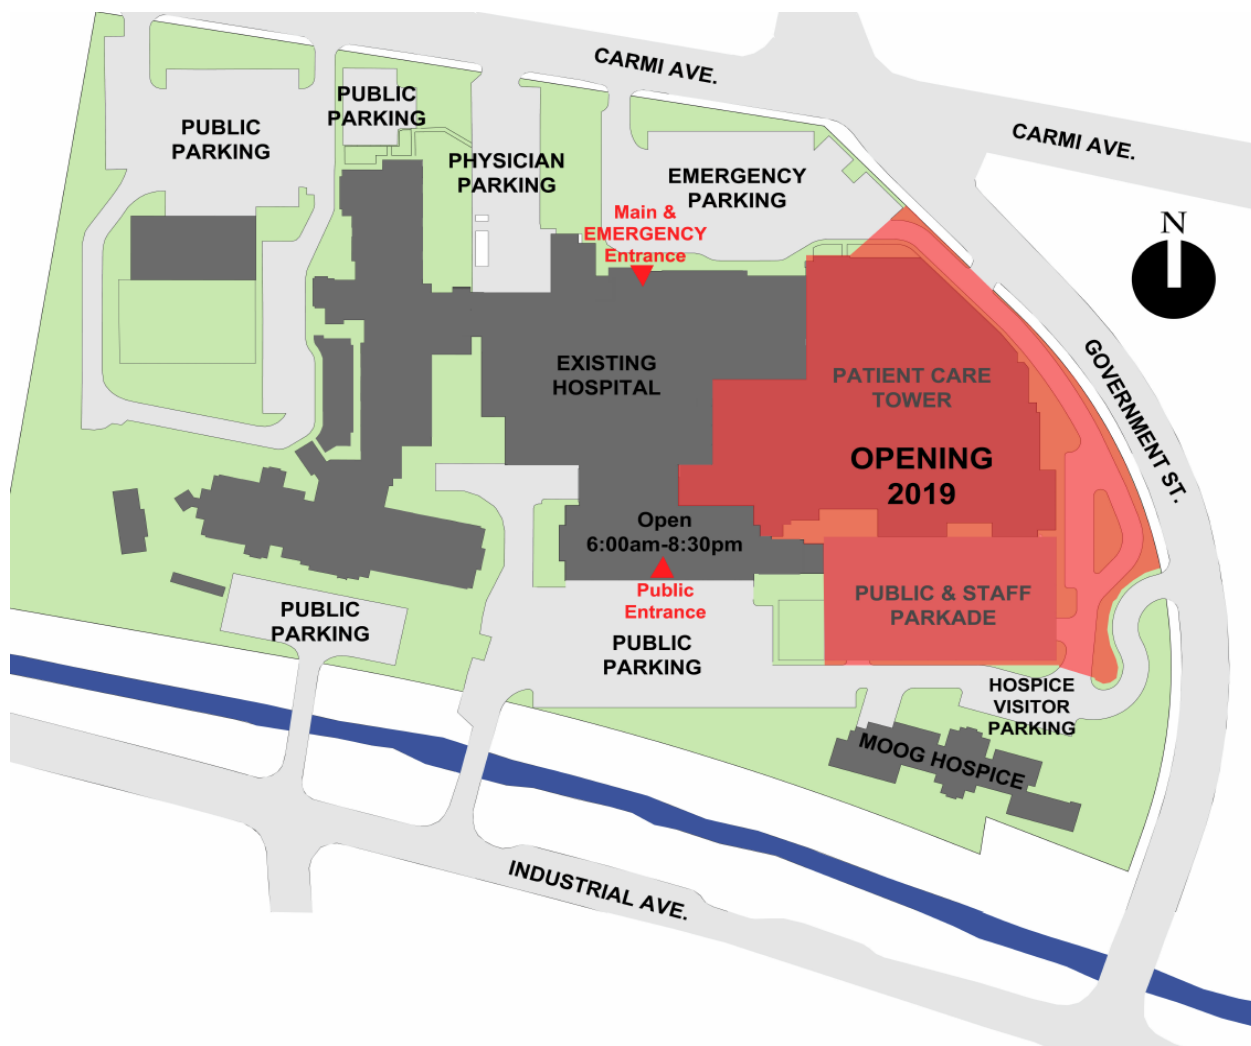 CARMI AVE.
CARMI AVE.
PUBLIC
PARKING
PUBLIC
PARKING
PHYSICIAN
PARKING
EMERGENCY
PARKING
Main &
EMERGENCY
Entrance
N
EXISTING
HOSPITAL
PATIENT CARE
TOWER
OPENING
2019
GOVERNMENT ST.
Open
6:00am-8:30pm
Public
Entrance
PUBLIC & STAFF
PARKADE
PUBLIC
PARKING
PUBLIC
PARKING
HOSPICE
VISITOR
PARKING
MOOG HOSPICE
INDUSTRIAL AVE.